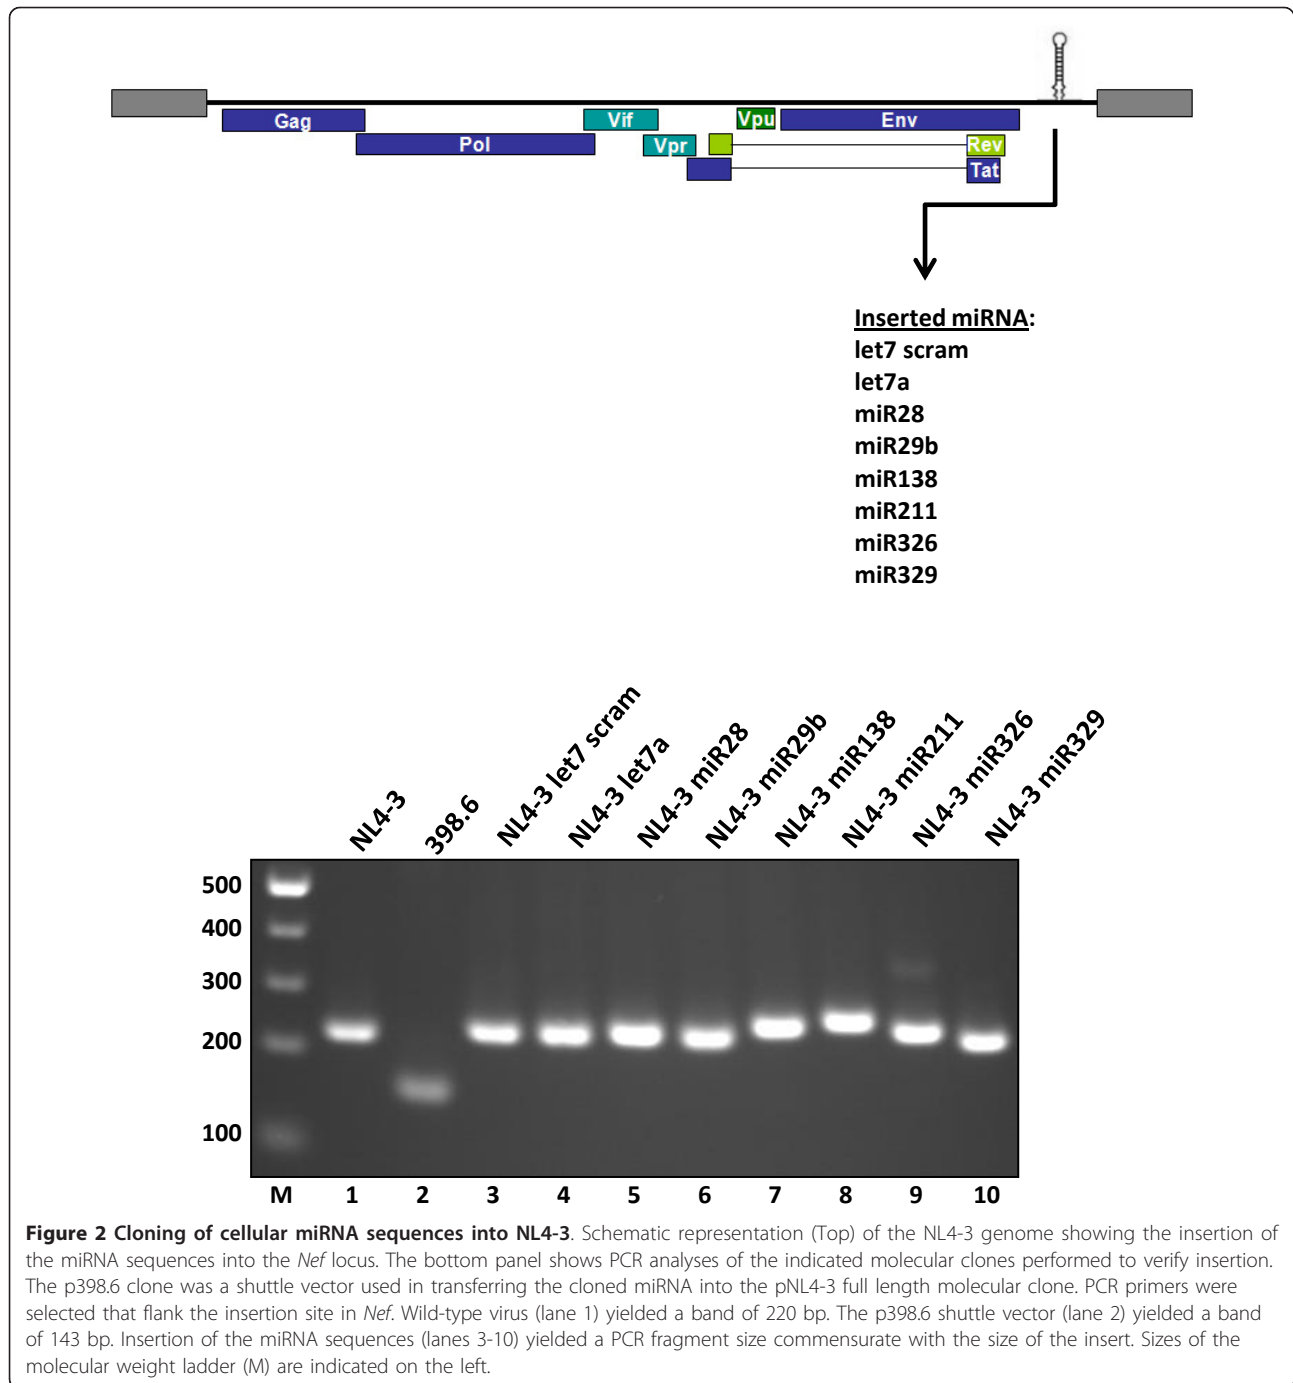 Gag
Vif
Vpu
Env
Pol
Vpr
Rev
Tat
Inserted miRNA:
let7 scram
let7a
miR28
miR29b
miR138
miR211
miR326
miR329
NL4-3
398.6
NL4-3 let7 scram
NL4-3 let7a
NL4-3 miR28
NL4-3 miR29b
NL4-3 miR138
NL4-3 miR211
NL4-3 miR326
NL4-3 miR329
500
400
300
200
100
M 1 2 3 4 5 6 7 8 9 10
Figure 2 Cloning of cellular miRNA sequences into NL4-3. Schematic representation (Top) of the NL4-3 genome showing the insertion of
the miRNA sequences into the Nef locus. The bottom panel shows PCR analyses of the indicated molecular clones performed to verify insertion.
The p398.6 clone was a shuttle vector used in transferring the cloned miRNA into the pNL4-3 full length molecular clone. PCR primers were
selected that flank the insertion site in Nef. Wild-type virus (lane 1) yielded a band of 220 bp. The p398.6 shuttle vector (lane 2) yielded a band
of 143 bp. Insertion of the miRNA sequences (lanes 3-10) yielded a PCR fragment size commensurate with the size of the insert. Sizes of the
molecular weight ladder (M) are indicated on the left.